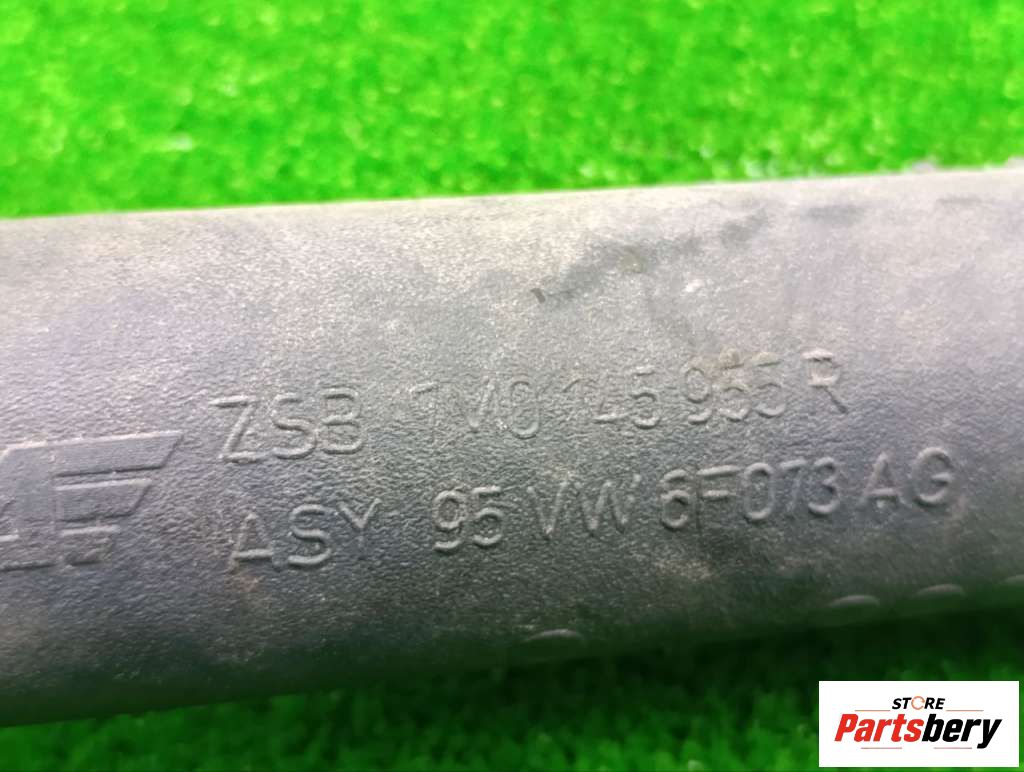 ZSB 7M0 145 955 R
ASY 95 VW 6F073 AG
STORE
Partsbery